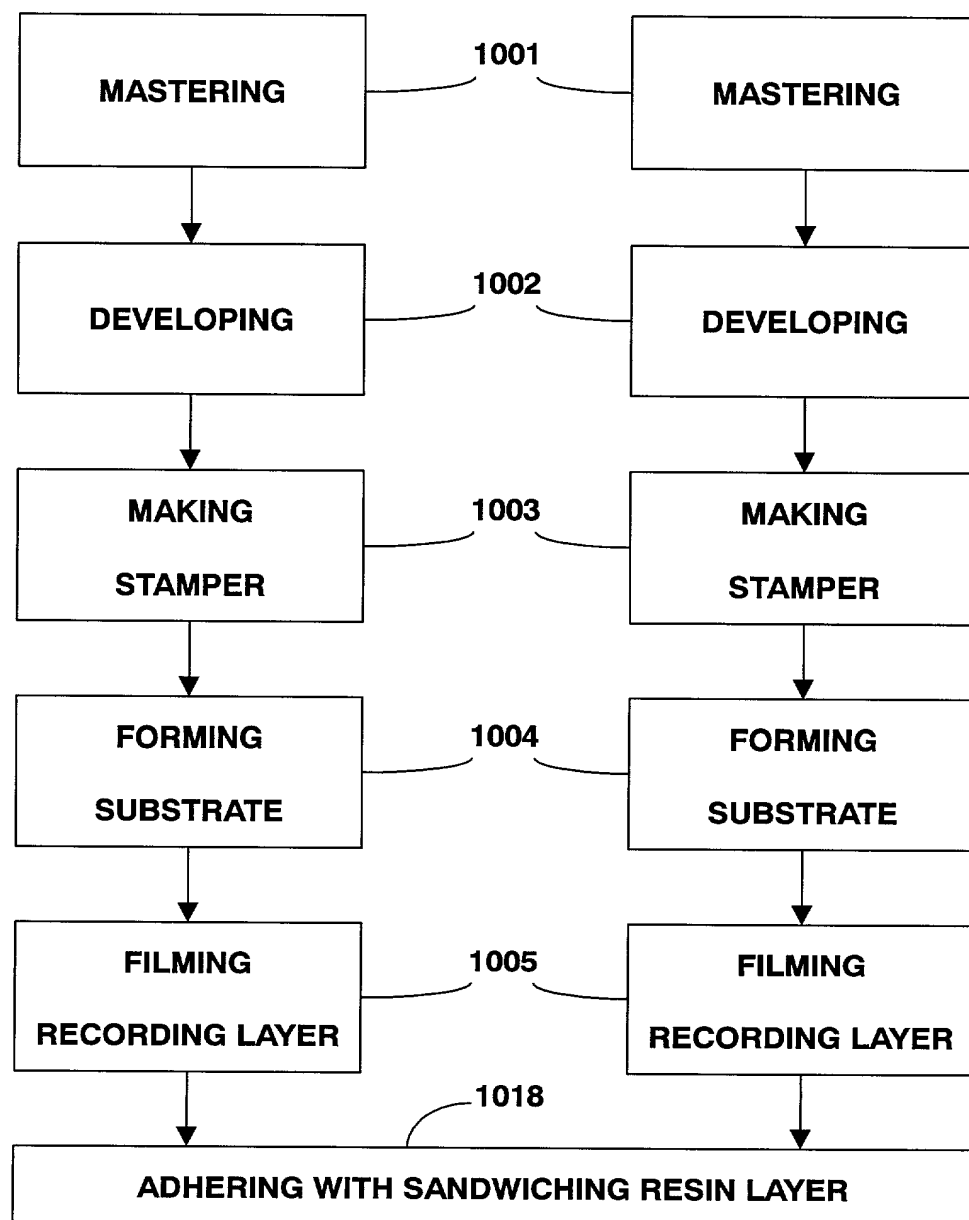 1001
MASTERING
MASTERING
1002
DEVELOPING
DEVELOPING
MAKING
STAMPER
1003
MAKING
STAMPER
FORMING
SUBSTRATE
1004
FORMING
SUBSTRATE
FILMING
RECORDING LAYER
1005
FILMING
RECORDING LAYER
1018
ADHERING WITH SANDWICHING RESIN LAYER